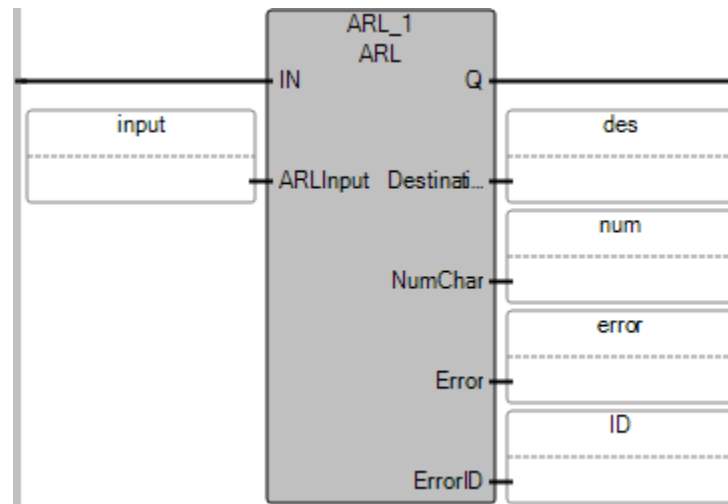 ARL_1
ARL
IN Q
input des
ARLInput Destinati...
num
NumChar
error
Error
ID
ErrorID